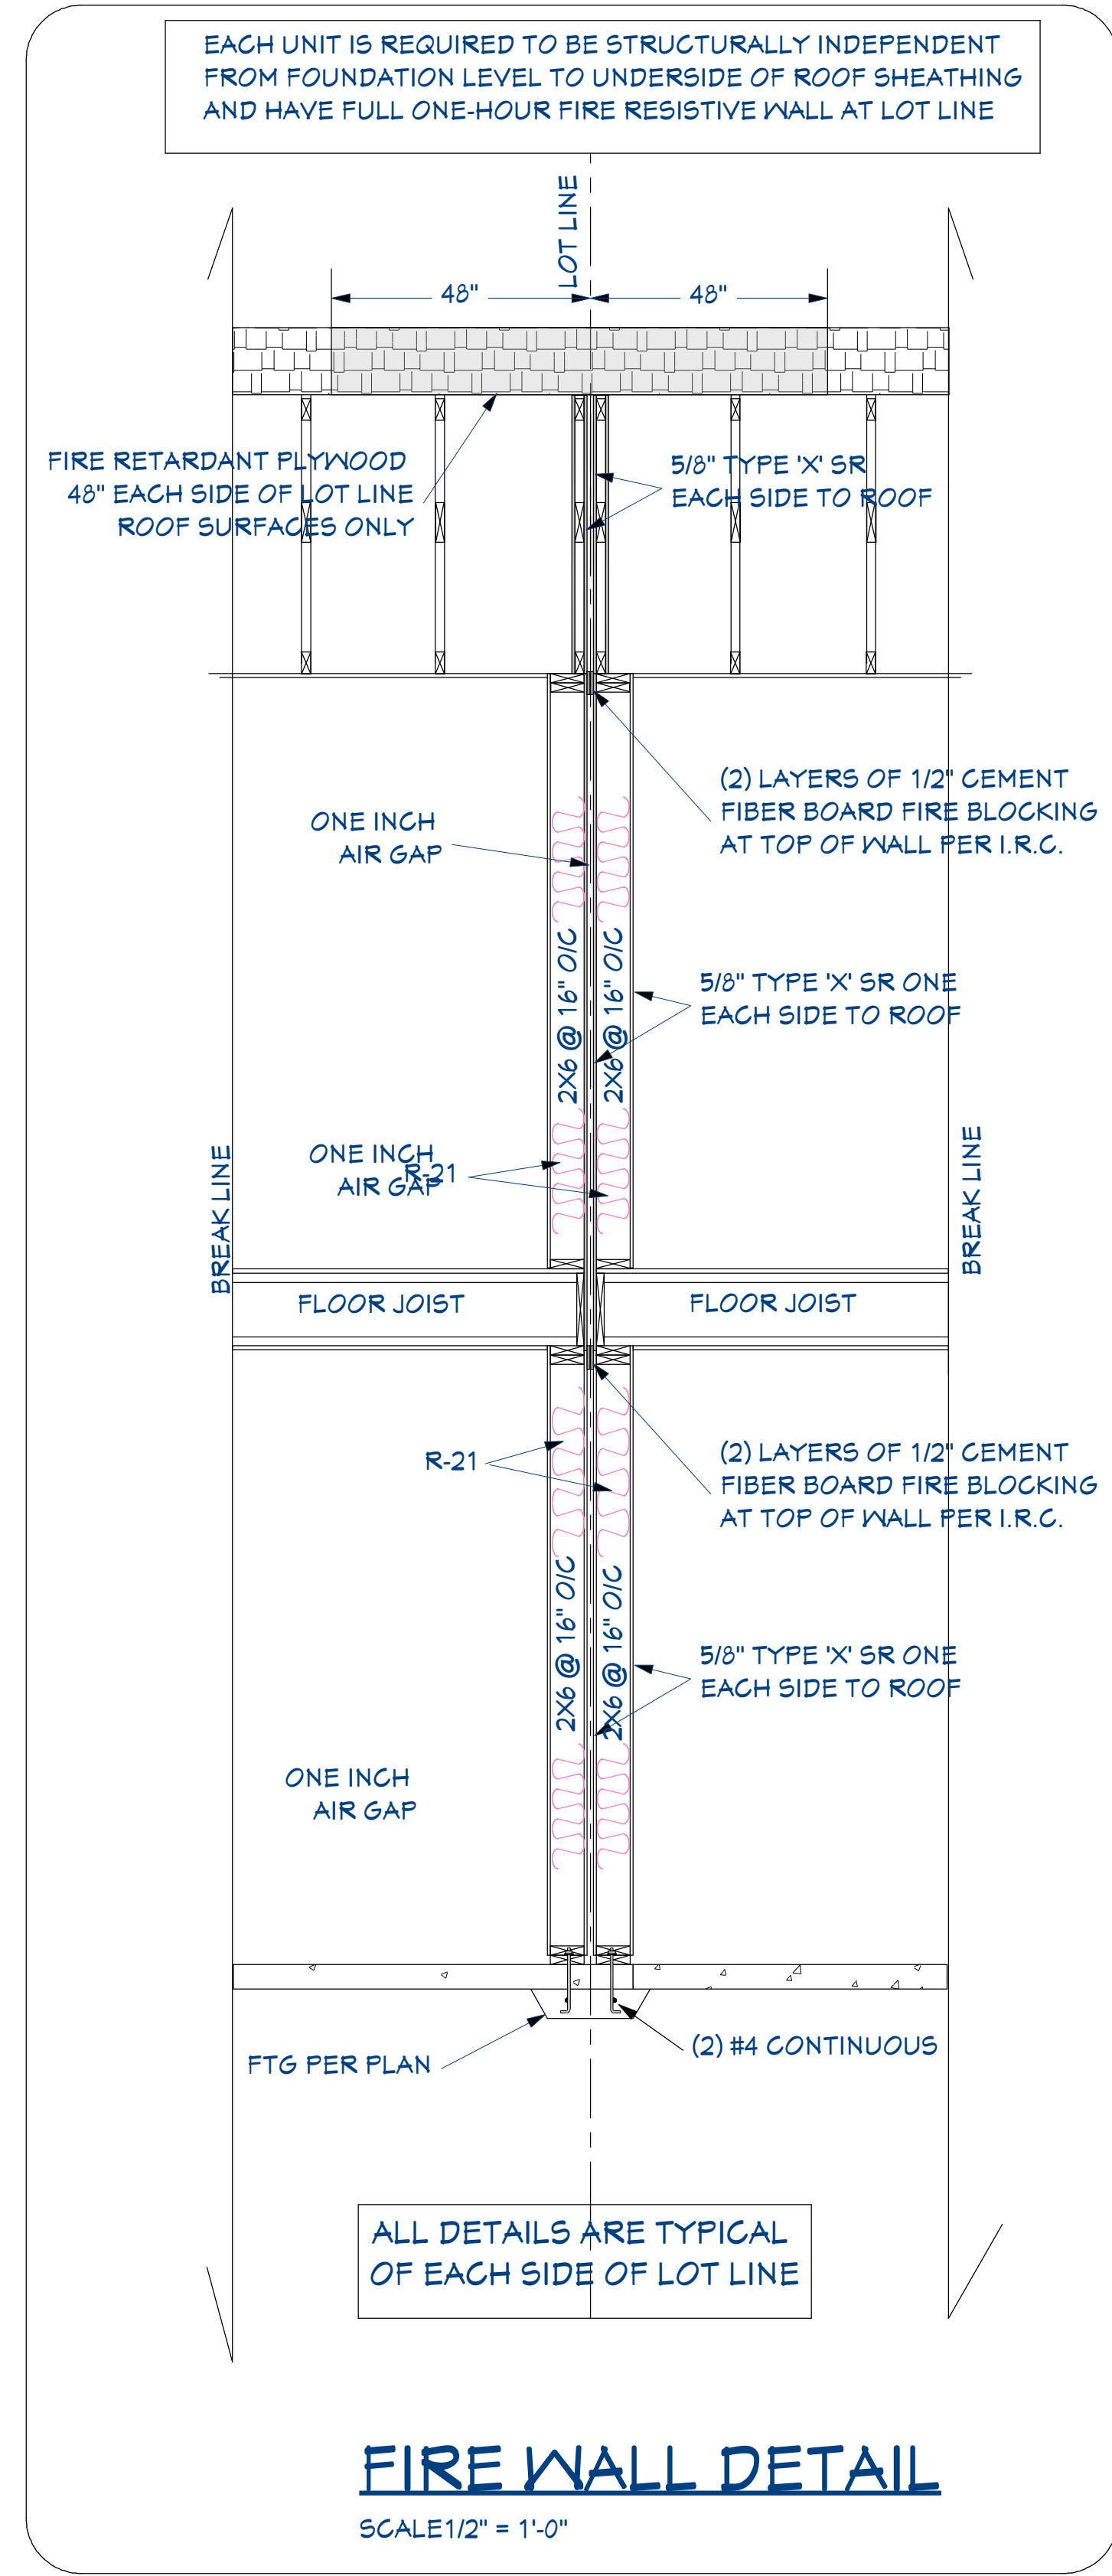 EACH UNIT IS REQUIRED TO BE STRUCTURALLY INDEPENDENT
FROM FOUNDATION LEVEL TO UNDERSIDE OF ROOF SHEATHING
AND HAVE FULL ONE-HOUR FIRE RESISTIVE WALL AT LOT LINE
LOT LINE
48"
48"
FIRE RETARDANT PLYWOOD
48" EACH SIDE OF LOT LINE
ROOF SURFACES ONLY
5/8" TYPE 'X' SR
EACH SIDE TO ROOF
(2) LAYERS OF 1/2" CEMENT
FIBER BOARD FIRE BLOCKING
AT TOP OF WALL PER I.R.C.
ONE INCH
AIR GAP
2X6 @ 16" O/C
2X6 @ 16" O/C
5/8" TYPE 'X' SR ONE
EACH SIDE TO ROOF
ONE INCH
AIR GAP
R-21
BREAK LINE
BREAK LINE
FLOOR JOIST
FLOOR JOIST
R-21
(2) LAYERS OF 1/2" CEMENT
FIBER BOARD FIRE BLOCKING
AT TOP OF WALL PER I.R.C.
2X6 @ 16" O/C
2X6 @ 16" O/C
5/8" TYPE 'X' SR ONE
EACH SIDE TO ROOF
ONE INCH
AIR GAP
FTG PER PLAN
(2) #4 CONTINUOUS
ALL DETAILS ARE TYPICAL
OF EACH SIDE OF LOT LINE
FIRE WALL DETAIL
SCALE1/2" = 1'-0"